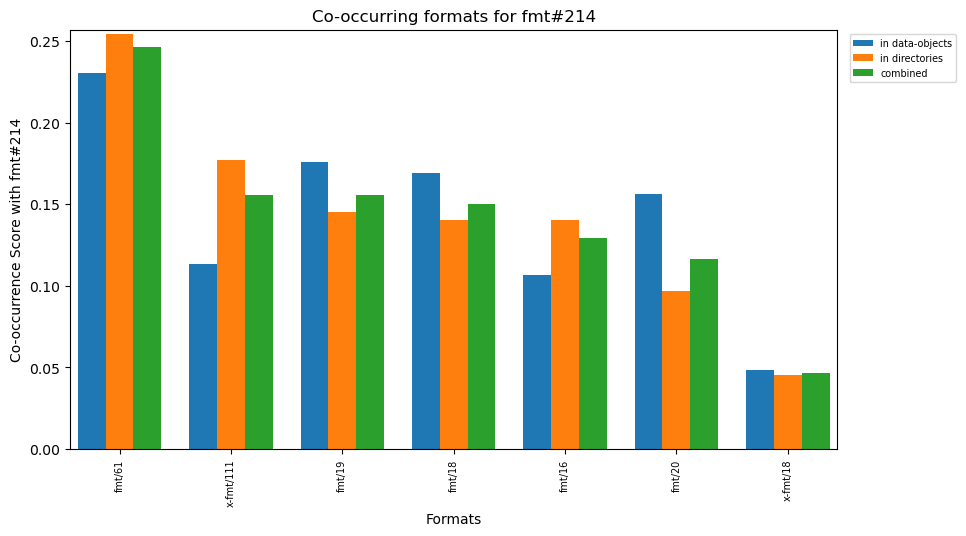 Co-occurring formats for fmt#214
Co-occurrence Score with fmt#214
0.25
0.20
0.15
0.10
0.05
0.00
fmt/61
x-fmt/111
fmt/19
fmt/18
fmt/16
fmt/20
x-fmt/18
Formats
in data-objects
in directories
combined